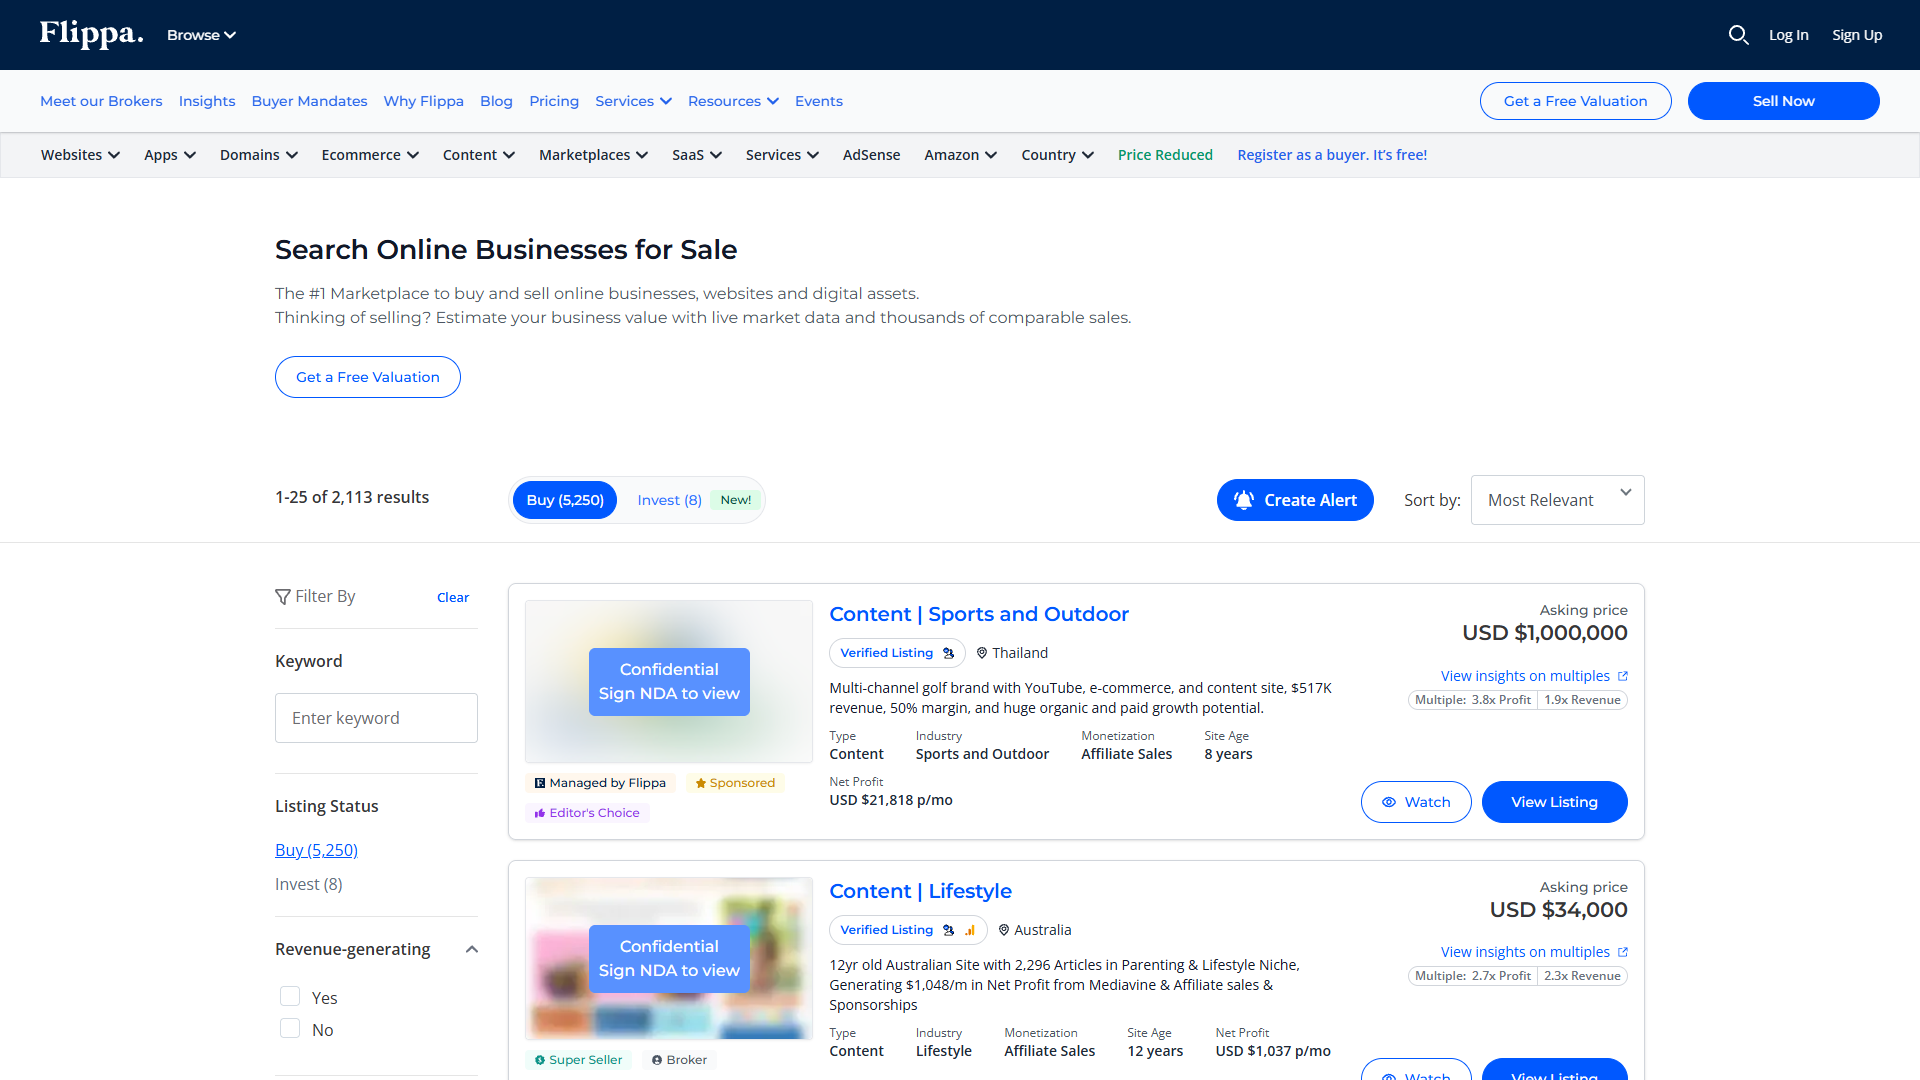 Flippa.
Browse
Log In
Sign Up
Meet our Brokers
Insights
Buyer Mandates
Why Flippa
Blog
Pricing
Services
Resources
Events
Get a Free Valuation
Sell Now
Websites
Apps
Domains
Ecommerce
Content
Marketplaces
SaaS
Services
AdSense
Amazon
Country
Price Reduced
Register as a buyer. It's free!
Search Online Businesses for Sale
The #1 Marketplace to buy and sell online businesses, websites and digital assets.
Thinking of selling? Estimate your business value with live market data and thousands of comparable sales.
Get a Free Valuation
1-25 of 2,113 results
Buy (5,250)
Invest (8)
New!
Create Alert
Sort by:
Most Relevant
Filter By
Clear
Keyword
Enter keyword
Listing Status
Buy (5,250)
Invest (8)
Revenue-generating
Yes
No
Confidential
Sign NDA to view
Managed by Flippa
Sponsored
Editor's Choice
Content | Sports and Outdoor
Verified Listing
Thailand
Multi-channel golf brand with YouTube, e-commerce, and content site, $517K
revenue, 50% margin, and huge organic and paid growth potential.
Type
Content
Industry
Sports and Outdoor
Monetization
Affiliate Sales
Site Age
8 years
Net Profit
USD $21,818 p/mo
Asking price
USD $1,000,000
View insights on multiples
Multiple: 3.8x Profit
1.9x Revenue
Watch
View Listing
Confidential
Sign NDA to view
Super Seller
Broker
Content | Lifestyle
Verified Listing
Australia
12yr old Australian Site with 2,296 Articles in Parenting & Lifestyle Niche,
Generating $1,048/m in Net Profit from Mediavine & Affiliate sales &
Sponsorships
Type
Content
Industry
Lifestyle
Monetization
Affiliate Sales
Site Age
12 years
Net Profit
USD $1,037 p/mo
Asking price
USD $34,000
View insights on multiples
Multiple: 2.7x Profit
2.3x Revenue
Watch
View Listing